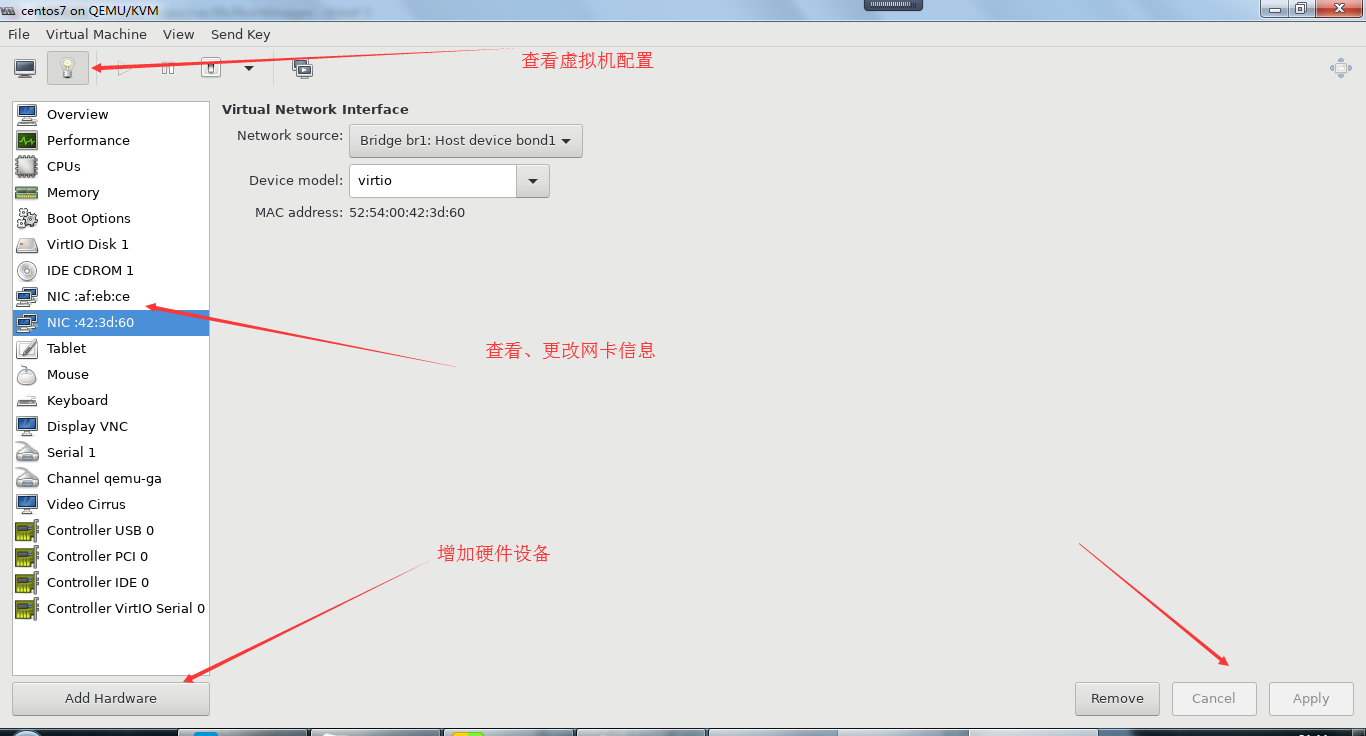 centos7 on QEMU/KVM
File Virtual Machine View Send Key
查看虚拟机配置
Overview
Performance
CPUs
Memory
Boot Options
VirtIO Disk 1
IDE CDROM 1
NIC :af:eb:ce
NIC :42:3d:60
Tablet
Mouse
Keyboard
Display VNC
Serial 1
Channel qemu-ga
Video Cirrus
Controller USB 0
Controller PCI 0
Controller IDE 0
Controller VirtIO Serial 0
Add Hardware
Virtual Network Interface
Network source: Bridge br1: Host device bond1
Device model: virtio
MAC address: 52:54:00:42:3d:60
查看、更改网卡信息
增加硬件设备
Remove Cancel Apply